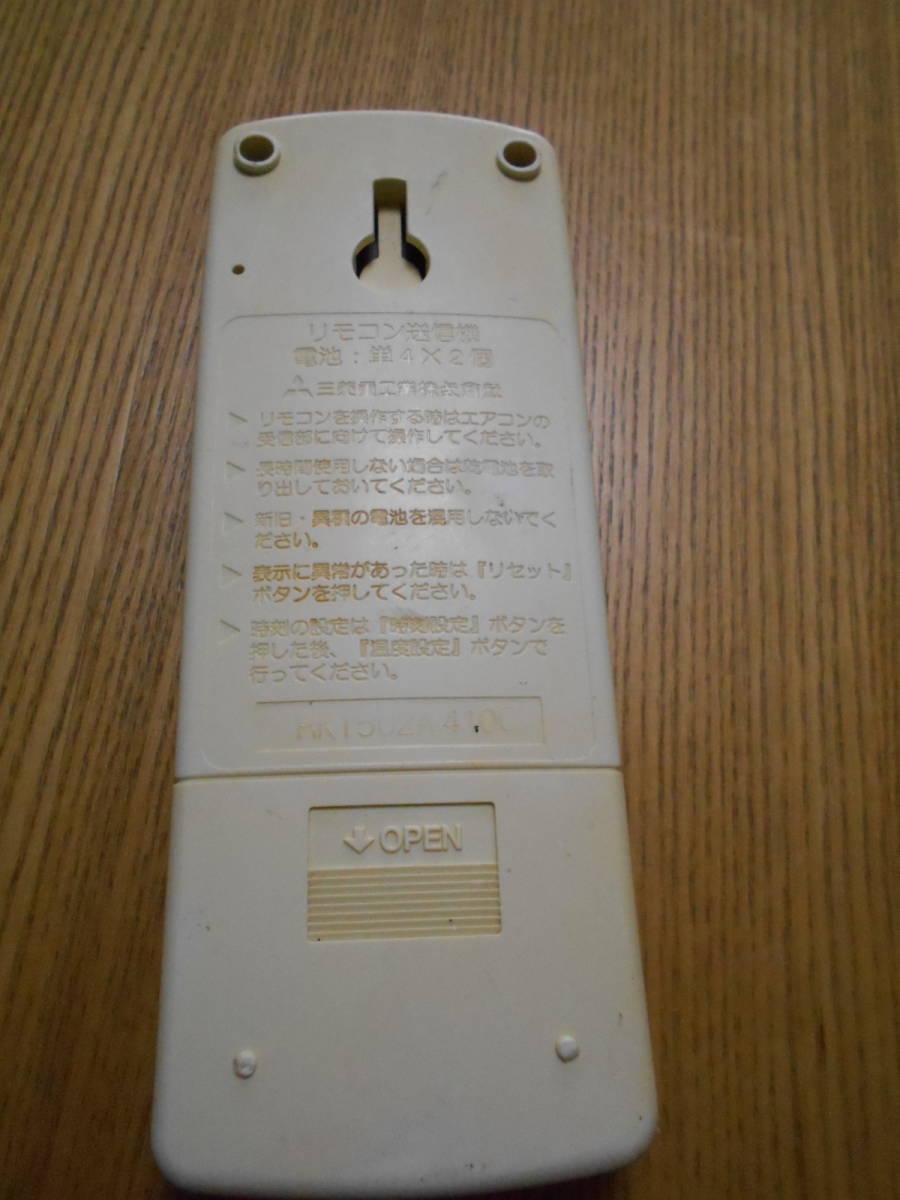 リモコン送信機
電池：単4×2個
三菱重工業株式会社
リモコンを操作する時はエアコンの
受信部に向けて操作してください。
長時間使用しない場合は乾電池を取
り出しておいてください。
新旧・異種の電池を混用しないでく
ださい。
表示に異常があった時は『リセット』
ボタンを押してください。
時刻の設定は『時刻設定』ボタンを
押した後、『温度設定』ボタンで
行ってください。
RKT502A 410C
OPEN